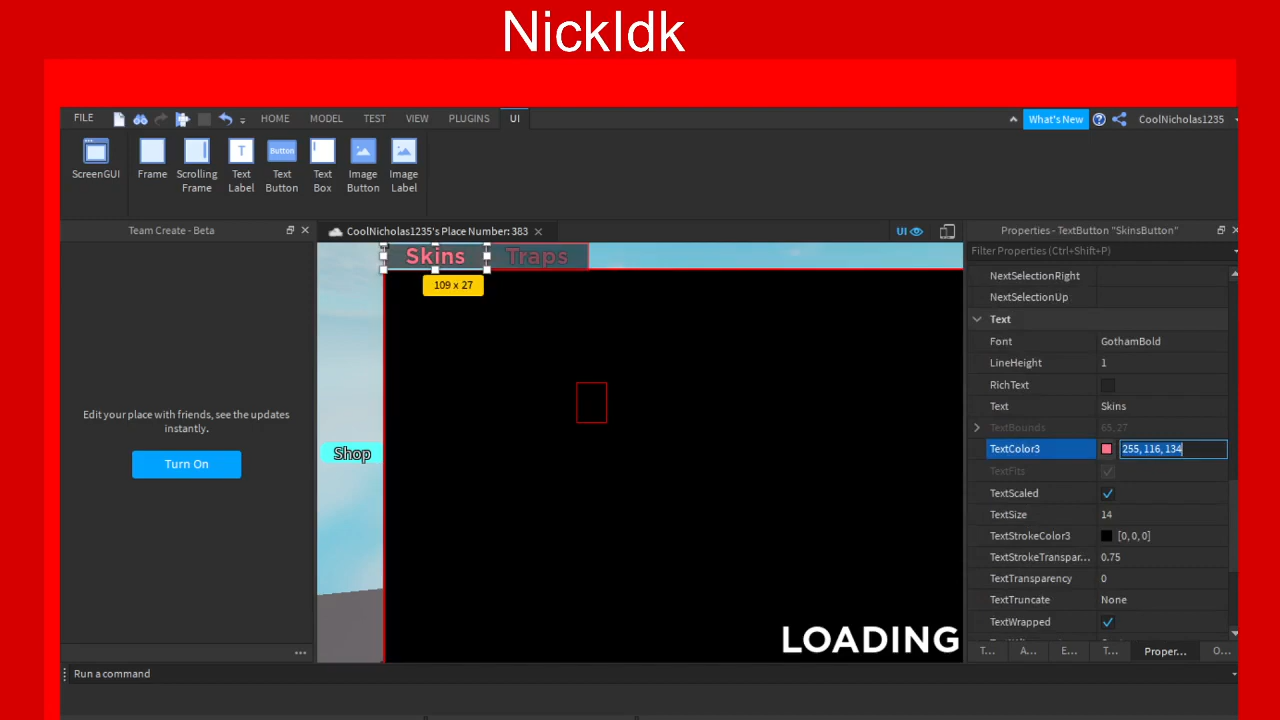 NickIdk
FILE HOME MODEL TEST VIEW PLUGINS UI What's New CoolNicholas1235
ScreenGUI
Frame
Scrolling
Frame
Text
Label
Button
Text
Button
Text
Box
Image
Button
Image
Label
Team Create - Beta
CoolNicholas1235's Place Number: 383
UI
Properties - TextButton "SkinsButton"
Filter Properties (Ctrl+Shift+P)
Skins Traps
109 x 27
Edit your place with friends, see the updates
instantly.
Turn On
Shop
LOADING
NextSelectionRight
NextSelectionUp
Text
Font GothamBold
LineHeight 1
RichText
Text Skins
TextBounds 65, 27
TextColor3 255, 116, 134
TextFits
TextScaled
TextSize 14
TextStrokeColor3 [0, 0, 0]
TextStrokeTranspar... 0.75
TextTransparency 0
TextTruncate None
TextWrapped
T... A... E... T... Proper... O...
Run a command